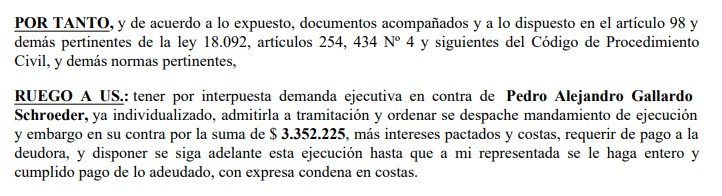 POR TANTO, y de acuerdo a lo expuesto, documentos acompañados y a lo dispuesto en el artículo 98 y
demás pertinentes de la ley 18.092, artículos 254, 434 Nº 4 y siguientes del Código de Procedimiento
Civil, y demás normas pertinentes,
RUEGO A US.: tener por interpuesta demanda ejecutiva en contra de Pedro Alejandro Gallardo
Schroeder, ya individualizado, admitirla a tramitación y ordenar se despache mandamiento de ejecución
y embargo en su contra por la suma de $ 3.352.225, más intereses pactados y costas, requerir de pago a la
deudora, y disponer se siga adelante esta ejecución hasta que a mi representada se le haga entero y
cumplido pago de lo adeudado, con expresa condena en costas.